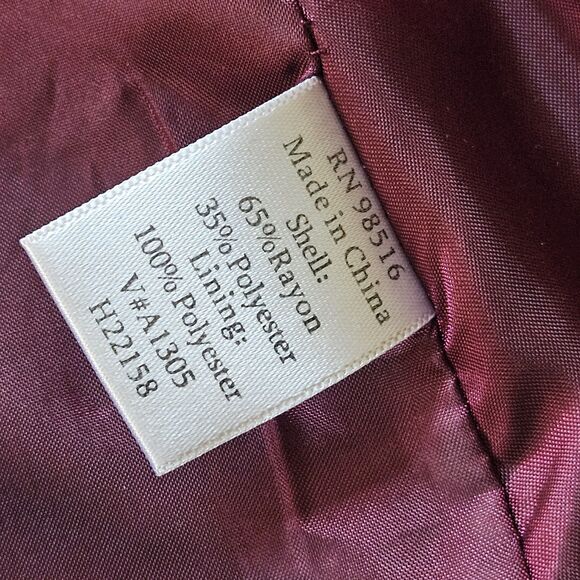 RN 98516
Made in China
Shell:
65%Rayon
35% Polyester
Lining:
100% Polyester
V#A1305
H22158